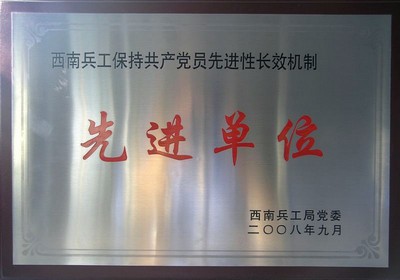 西南兵工保持共产党员先进性长效机制
先进单位
西南兵工局党委
二〇〇八年九月